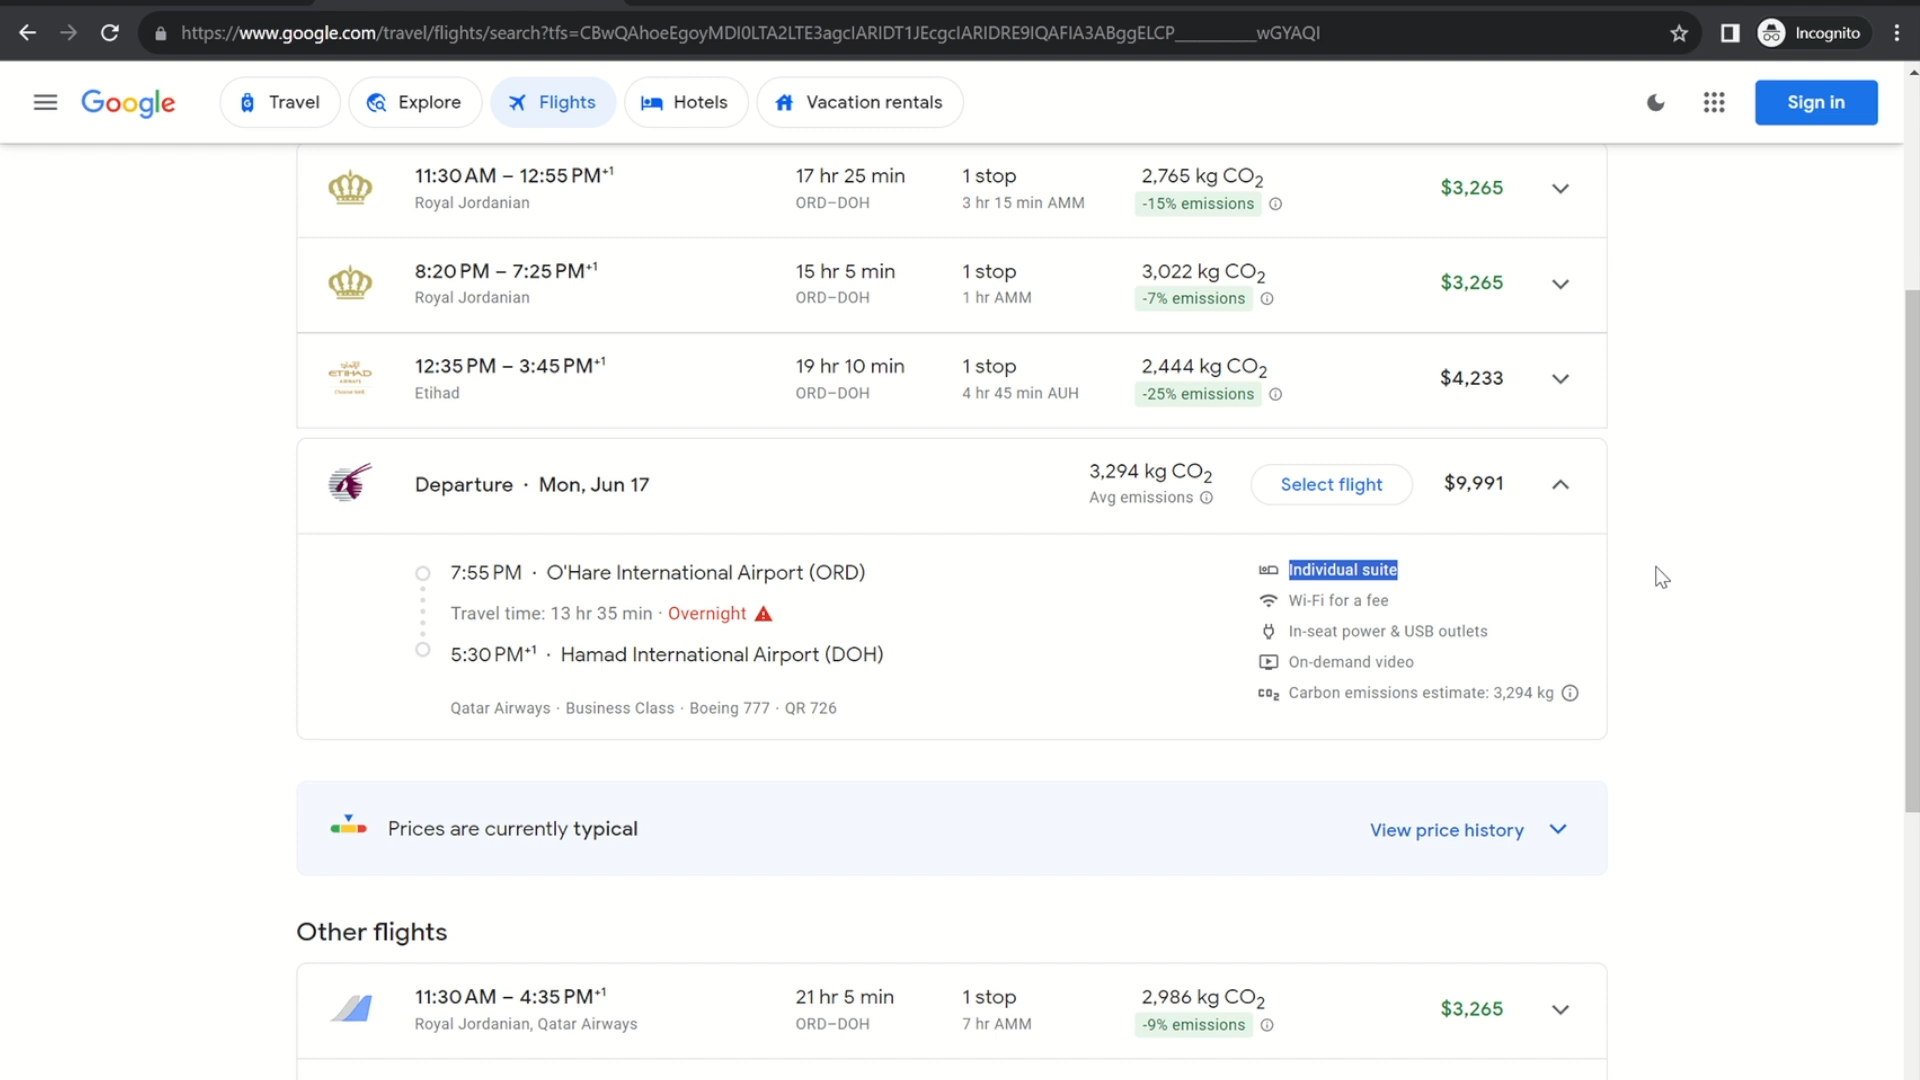 https://www.google.com/travel/flights/search?tfs=CBwQAhoeEgoyMDI0LTA2LTE3agcIARIDT1JEcgcIARIDRE9IQAFIA3ABggELCP__________wGYAQI
Incognito
Google
Travel
Explore
Flights
Hotels
Vacation rentals
Sign in
11:30 AM – 12:55 PM+1 17 hr 25 min 1 stop 2,765 kg CO2 $3,265
Royal Jordanian ORD–DOH 3 hr 15 min AMM -15% emissions
8:20 PM – 7:25 PM+1 15 hr 5 min 1 stop 3,022 kg CO2 $3,265
Royal Jordanian ORD–DOH 1 hr AMM -7% emissions
ETIHAD
12:35 PM – 3:45 PM+1 19 hr 10 min 1 stop 2,444 kg CO2 $4,233
Etihad ORD–DOH 4 hr 45 min AUH -25% emissions
Departure · Mon, Jun 17 3,294 kg CO2 Select flight $9,991
Avg emissions
7:55 PM · O'Hare International Airport (ORD)
Travel time: 13 hr 35 min · Overnight
5:30 PM+1 · Hamad International Airport (DOH)
Qatar Airways · Business Class · Boeing 777 · QR 726
Individual suite
Wi-Fi for a fee
In-seat power & USB outlets
On-demand video
CO2 Carbon emissions estimate: 3,294 kg
Prices are currently typical View price history
Other flights
11:30 AM – 4:35 PM+1 21 hr 5 min 1 stop 2,986 kg CO2 $3,265
Royal Jordanian, Qatar Airways ORD–DOH 7 hr AMM -9% emissions